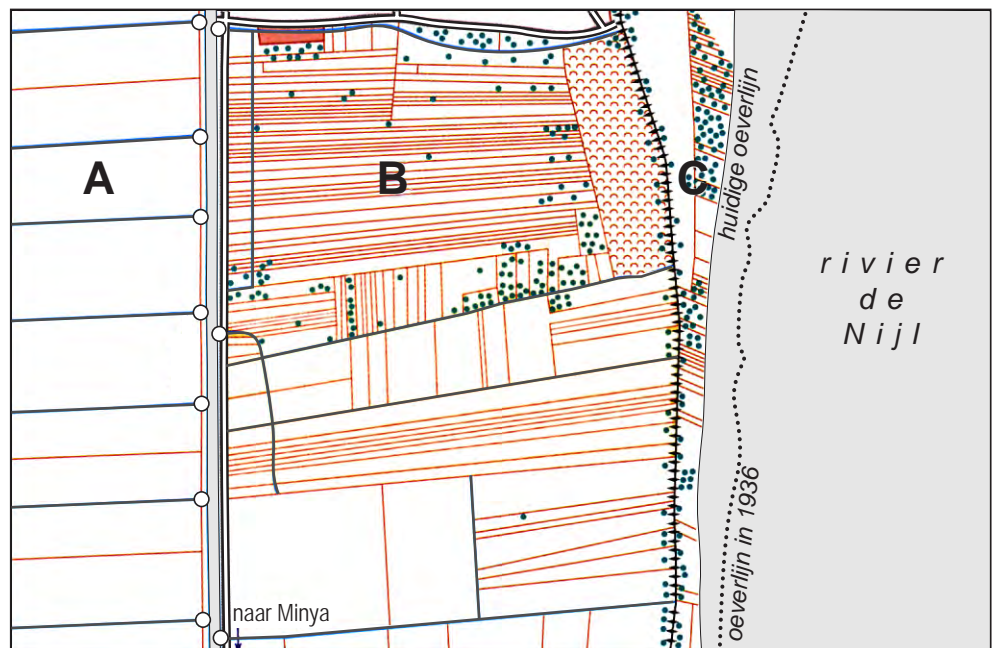 A
B
C
huidige oeverlijn
rivier
de
Nijl
oeverlijn in 1936
naar Minya